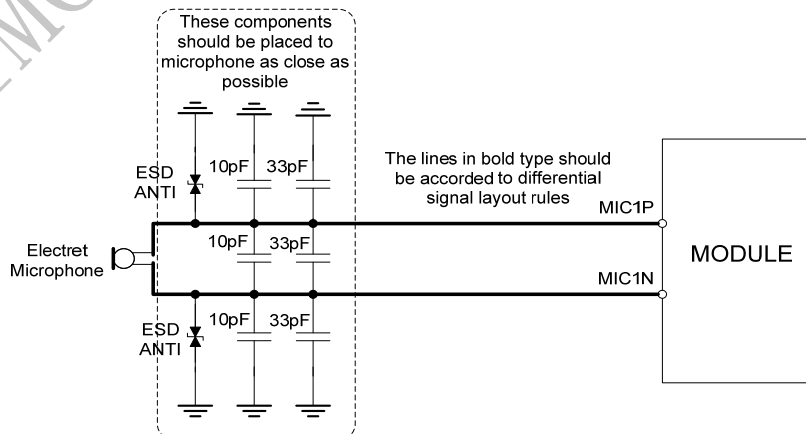 These components
should be placed to
microphone as close as
possible
10pF 33pF
ESD
ANTI
The lines in bold type should
be accorded to differential
signal layout rules
MIC1P
Electret
Microphone
10pF 33pF
MODULE
MIC1N
10pF 33pF
ESD
ANTI